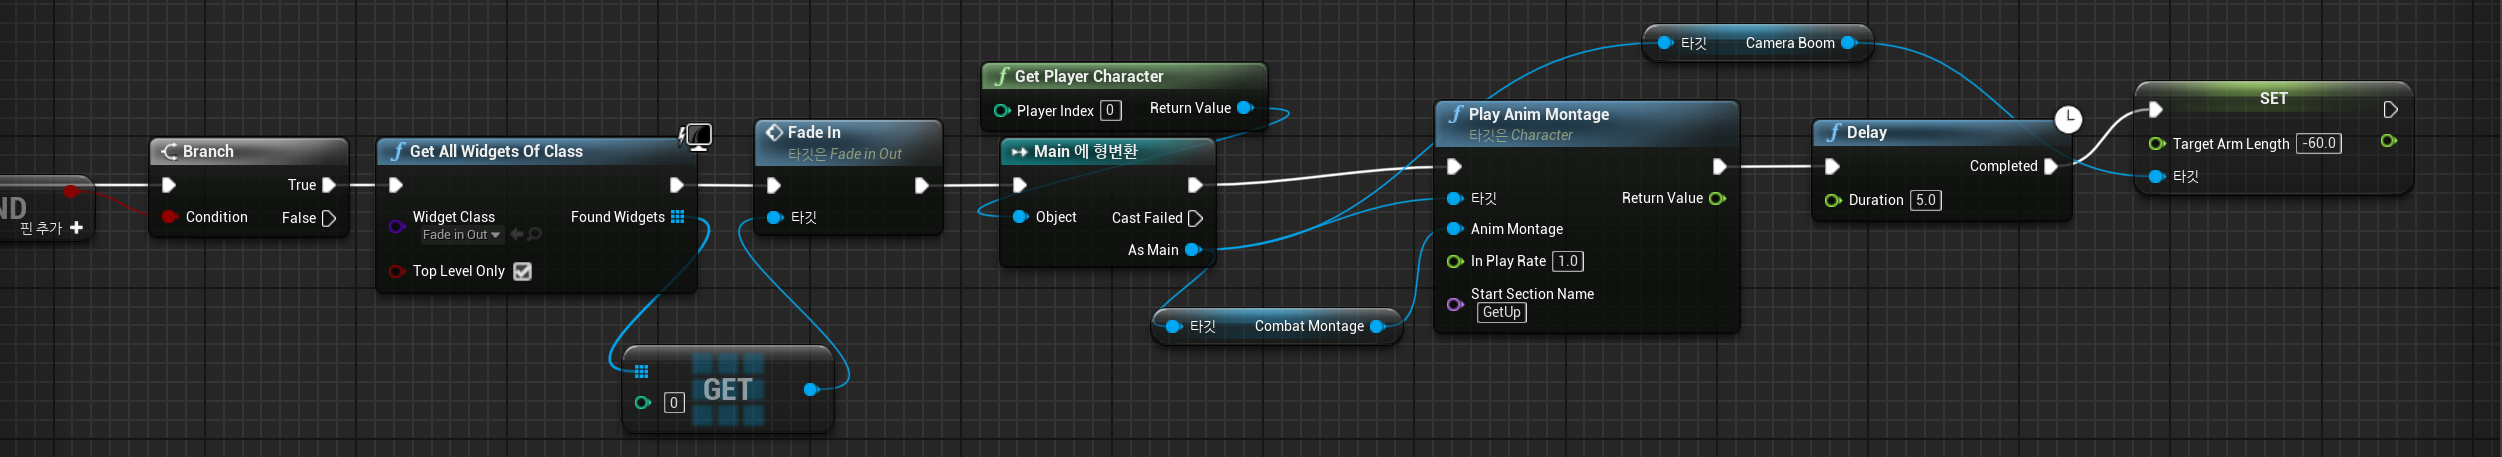 ND
핀 추가
Branch
True
Condition
False
Get All Widgets Of Class
Widget Class
Found Widgets
Fade in Out
Top Level Only
GET
0
Fade In
타깃은 Fade in Out
타깃
Get Player Character
Player Index 0
Return Value
Main 에 형변환
Object
Cast Failed
As Main
타깃
Combat Montage
Play Anim Montage
타깃은 Character
타깃
Return Value
Anim Montage
In Play Rate 1.0
Start Section Name
GetUp
타깃
Camera Boom
Delay
Completed
Duration 5.0
SET
Target Arm Length -60.0
타깃